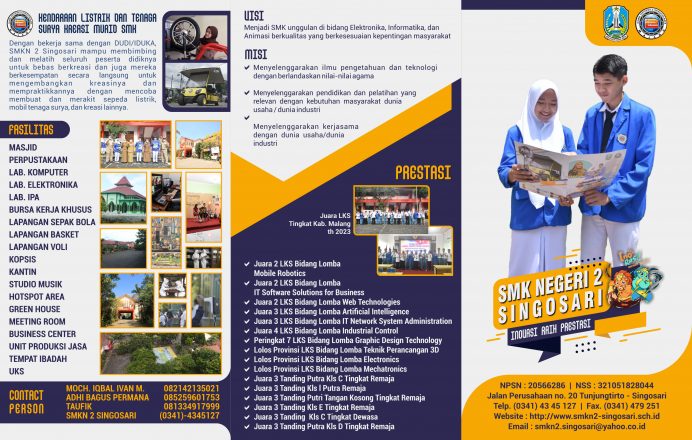 KENDARAAN LISTRIK DAN TENAGA
SURYA KREASI MURID SMK
Dengan bekerja sama dengan DUDI/IDUKA,
SMKN 2 Singosari mampu membimbing
dan melatih seluruh peserta didiknya
untuk bebas berkreasi dan juga mereka
berkesempatan secara langsung untuk
mengembangkan kreasinya dan
mempraktikkannya dengan mencoba
membuat dan merakit sepeda listrik,
mobil tenaga surya, dan kreasi lainnya.
FASILITAS
MASJID
PERPUSTAKAAN
LAB. KOMPUTER
LAB. ELEKTRONIKA
LAB. IPA
BURSA KERJA KHUSUS
LAPANGAN SEPAK BOLA
LAPANGAN BASKET
LAPANGAN VOLI
KOPSIS
KANTIN
STUDIO MUSIK
HOTSPOT AREA
GREEN HOUSE
MEETING ROOM
BUSINESS CENTER
UNIT PRODUKSI JASA
TEMPAT IBADAH
UKS
CONTACT
PERSON
MOCH. IQBAL IVAN M. 082142135021
ADHI BAGUS PERMANA 085259601753
TAUFIK 081334917999
SMKN 2 SINGOSARI (0341)-4345127
VISI
Menjadi SMK unggulan di bidang Elektronika, Informatika, dan
Animasi berkualitas yang berkesesuaian kepentingan masyarakat
MISI
Menyelenggarakan ilmu pengetahuan dan teknologi
dengan berlandaskan nilai-nilai agama
Menyelenggarakan pendidikan dan pelatihan yang
relevan dengan kebutuhan masyarakat dunia
usaha / dunia industri
Menyelenggarakan kerjasama
dengan dunia usaha/dunia
industri
PRESTASI
Juara LKS
Tingkat Kab. Malang
th 2023
Juara 2 LKS Bidang Lomba
Mobile Robotics
Juara 2 LKS Bidang Lomba
IT Software Solutions for Business
Juara 2 LKS Bidang Lomba Web Technologies
Juara 3 LKS Bidang Lomba Artificial Intelligence
Juara 3 LKS Bidang Lomba IT Network System Administration
Juara 4 LKS Bidang Lomba Industrial Control
Peringkat 7 LKS Bidang Lomba Graphic Design Technology
Lolos Provinsi LKS Bidang Lomba Teknik Perancangan 3D
Lolos Provinsi LKS Bidang Lomba Electronics
Lolos Provinsi LKS Bidang Lomba Mechatronics
Juara 3 Tanding Putra Kls C Tingkat Remaja
Juara 3 Tanding Kls I Putra Remaja
Juara 3 Tanding Putri Tangan Kosong Tingkat Remaja
Juara 3 Tanding Kls E Tingkat Remaja
Juara 3 Tanding Kls C Tingkat Dewasa
Juara 3 Tanding Putra Kls D Tingkat Remaja
SMK NEGERI 2
SINGOSARI
INOVASI RAIH PRESTASI
NPSN : 20566286 | NSS : 321051828044
Jalan Perusahaan no. 20 Tunjungtirto - Singosari
Telp. (0341) 43 45 127 | Fax. (0341) 479 251
Website : http://www.smkn2-singosari.sch.id
Email : smkn2.singosari@yahoo.co.id